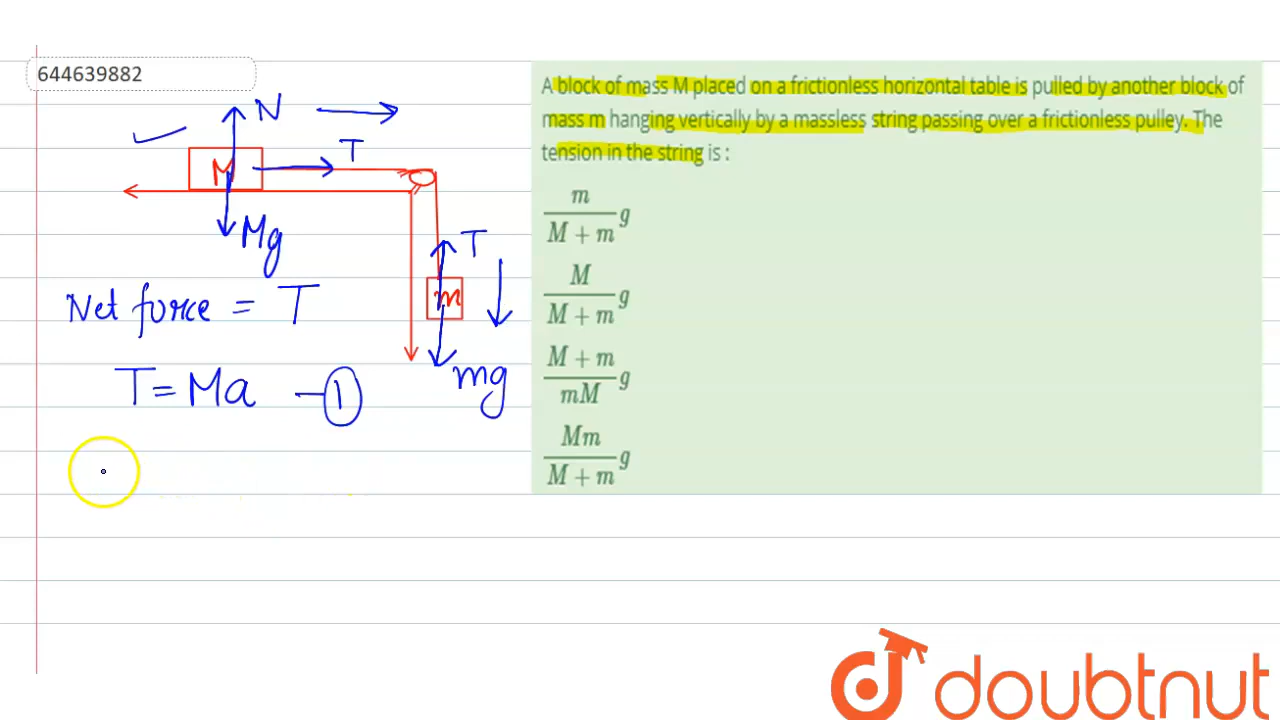 644639882
N
T
M
Mg
T
m
mg
Net force = T
T = Ma - ①
A block of mass M placed on a frictionless horizontal table is pulled by another block of
mass m hanging vertically by a massless string passing over a frictionless pulley. The
tension in the string is :
m
M + m g
M
M + m g
M + m
mM g
Mm
M + m g
doubtnut